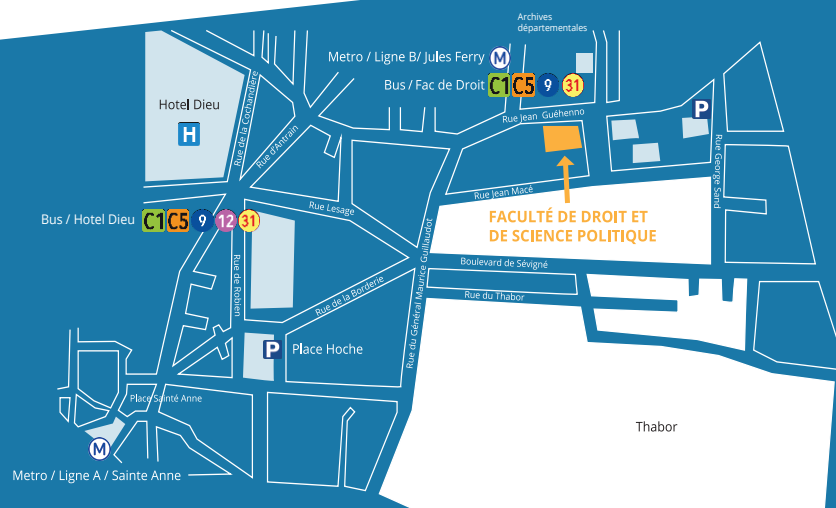 Archives
départementales
Metro / Ligne B/ Jules Ferry M
Bus / Fac de Droit C1 C5 9 31
Hotel Dieu
H
Rue de la Cochardière
Rue d'Antrain
Rue Jean Guéhenno
P
Rue George Sand
Rue Jean Macé
Rue Lesage
Bus / Hotel Dieu C1 C5 9 12 31
FACULTÉ DE DROIT ET
DE SCIENCE POLITIQUE
Rue du Général Maurice Guillaudot
Boulevard de Sévigné
Rue de Robien
Rue de la Borderie
Rue du Thabor
P Place Hoche
Place Sainté Anne
Thabor
M
Metro / Ligne A / Sainte Anne